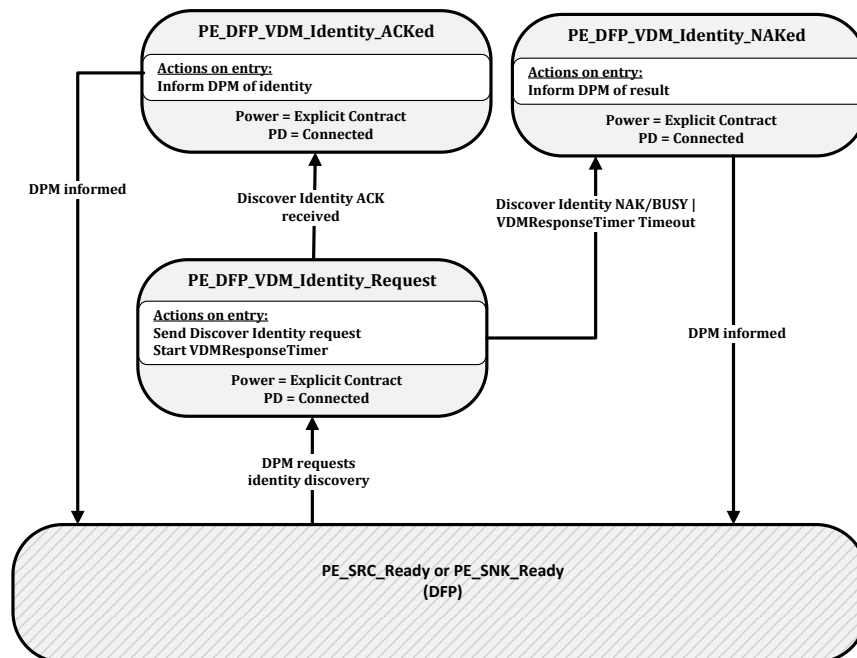 PE_DFP_VDM_Identity_ACKed
Actions on entry:
Inform DPM of identity
Power = Explicit Contract
PD = Connected
PE_DFP_VDM_Identity_NAKed
Actions on entry:
Inform DPM of result
Power = Explicit Contract
PD = Connected
DPM informed
Discover Identity ACK
received
Discover Identity NAK/BUSY |
VDMResponseTimer Timeout
PE_DFP_VDM_Identity_Request
Actions on entry:
Send Discover Identity request
Start VDMResponseTimer
Power = Explicit Contract
PD = Connected
DPM informed
DPM requests
identity discovery
PE_SRC_Ready or PE_SNK_Ready
(DFP)